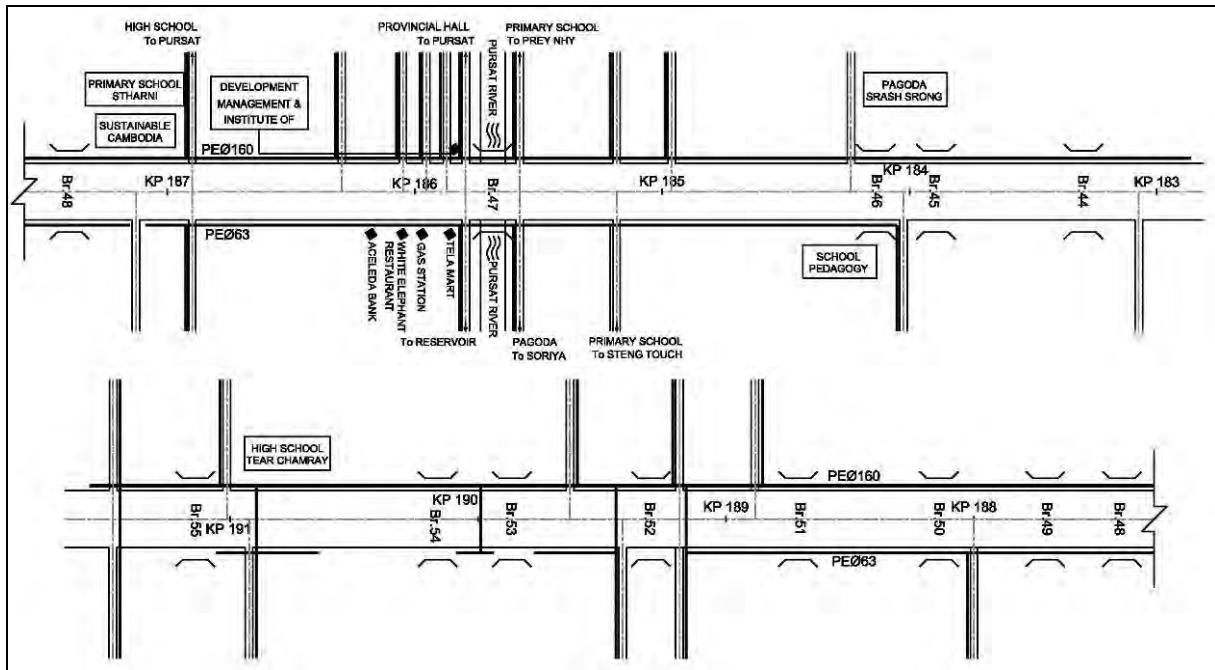 HIGH SCHOOL
To PURSAT
PROVINCIAL HALL
To PURSAT
PURSAT RIVER
PRIMARY SCHOOL
To PREY NHY
PRIMARY SCHOOL
STHARNI
SUSTAINABLE
CAMBODIA
DEVELOPMENT
MANAGEMENT &
INSTITUTE OF
PAGODA
SRASH SRONG
PEØ160
Br.48
KP 187
KP 186
Br.47
KP 185
Br.46
KP 184
Br.45
Br.44
KP 183
PEØ63
ACELEDA BANK
WHITE ELEPHANT
RESTAURANT
GAS STATION
TELA MART
PURSAT RIVER
SCHOOL
PEDAGOGY
To RESERVOIR
PAGODA
To SORIYA
PRIMARY SCHOOL
To STENG TOUCH
HIGH SCHOOL
TEAR CHAMRAY
PEØ160
Br.55
KP 191
Br.54
KP 190
Br.53
Br.52
KP 189
Br.51
Br.50
KP 188
Br.49
Br.48
PEØ63